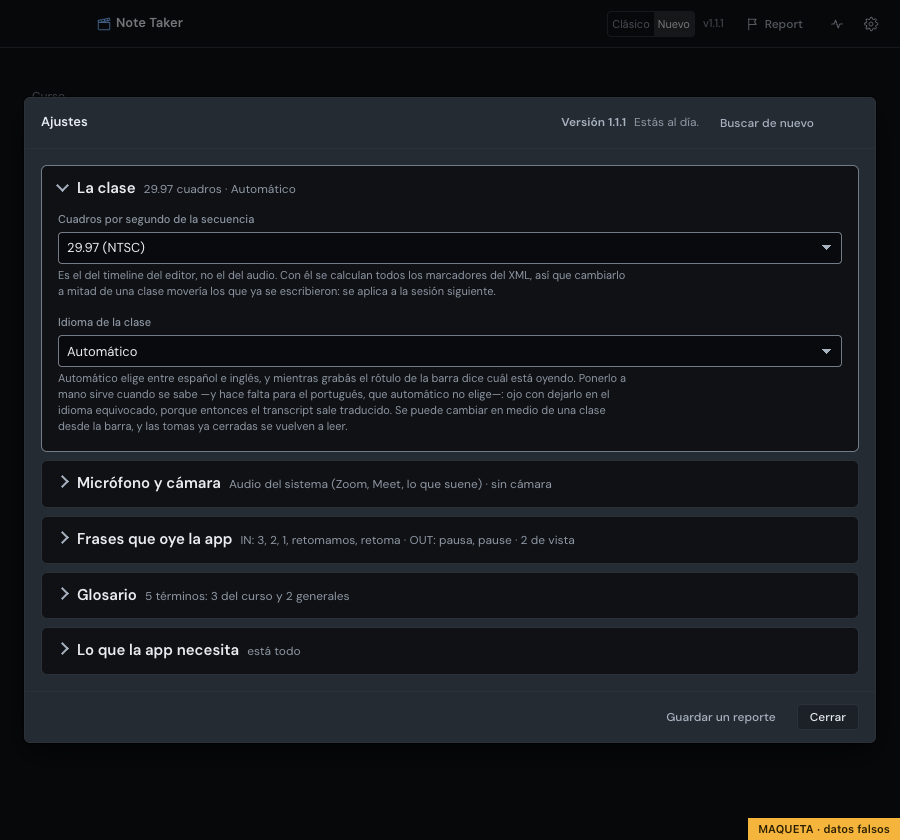 Note Taker
Clásico Nuevo v1.1.1 Report
Curso
Ajustes
Versión 1.1.1 Estás al día. Buscar de nuevo
La clase 29.97 cuadros · Automático
Cuadros por segundo de la secuencia
29.97 (NTSC)
Es el del timeline del editor, no el del audio. Con él se calculan todos los marcadores del XML, así que cambiarlo
a mitad de una clase movería los que ya se escribieron: se aplica a la sesión siguiente.
Idioma de la clase
Automático
Automático elige entre español e inglés, y mientras grabás el rótulo de la barra dice cuál está oyendo. Ponerlo a
mano sirve cuando se sabe —y hace falta para el portugués, que automático no elige—: ojo con dejarlo en el
idioma equivocado, porque entonces el transcript sale traducido. Se puede cambiar en medio de una clase
desde la barra, y las tomas ya cerradas se vuelven a leer.
Micrófono y cámara Audio del sistema (Zoom, Meet, lo que suene) · sin cámara
Frases que oye la app IN: 3, 2, 1, retomamos, retoma · OUT: pausa, pause · 2 de vista
Glosario 5 términos: 3 del curso y 2 generales
Lo que la app necesita está todo
Guardar un reporte Cerrar
MAQUETA · datos falsos